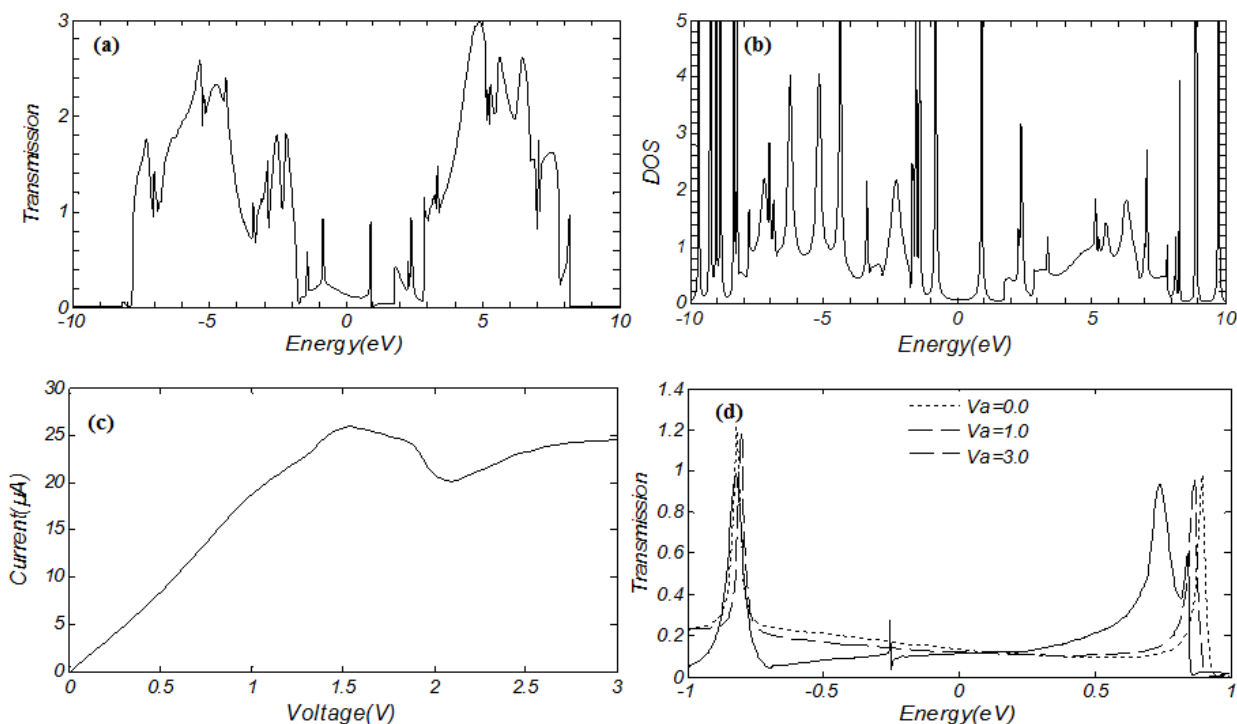 (a)
Transmission
3
2
1
0
-10 -5 0 5 10
Energy(eV)
(b)
DOS
5
4
3
2
1
0
-10 -5 0 5 10
Energy(eV)
(c)
Current(µA)
30
25
20
15
10
5
0
0 0.5 1 1.5 2 2.5 3
Voltage(V)
(d)
Transmission
1.4
1.2
1.0
0.8
0.6
0.4
0.2
0
-1 -0.5 0 0.5 1
Energy(eV)
Va=0.0
Va=1.0
Va=3.0